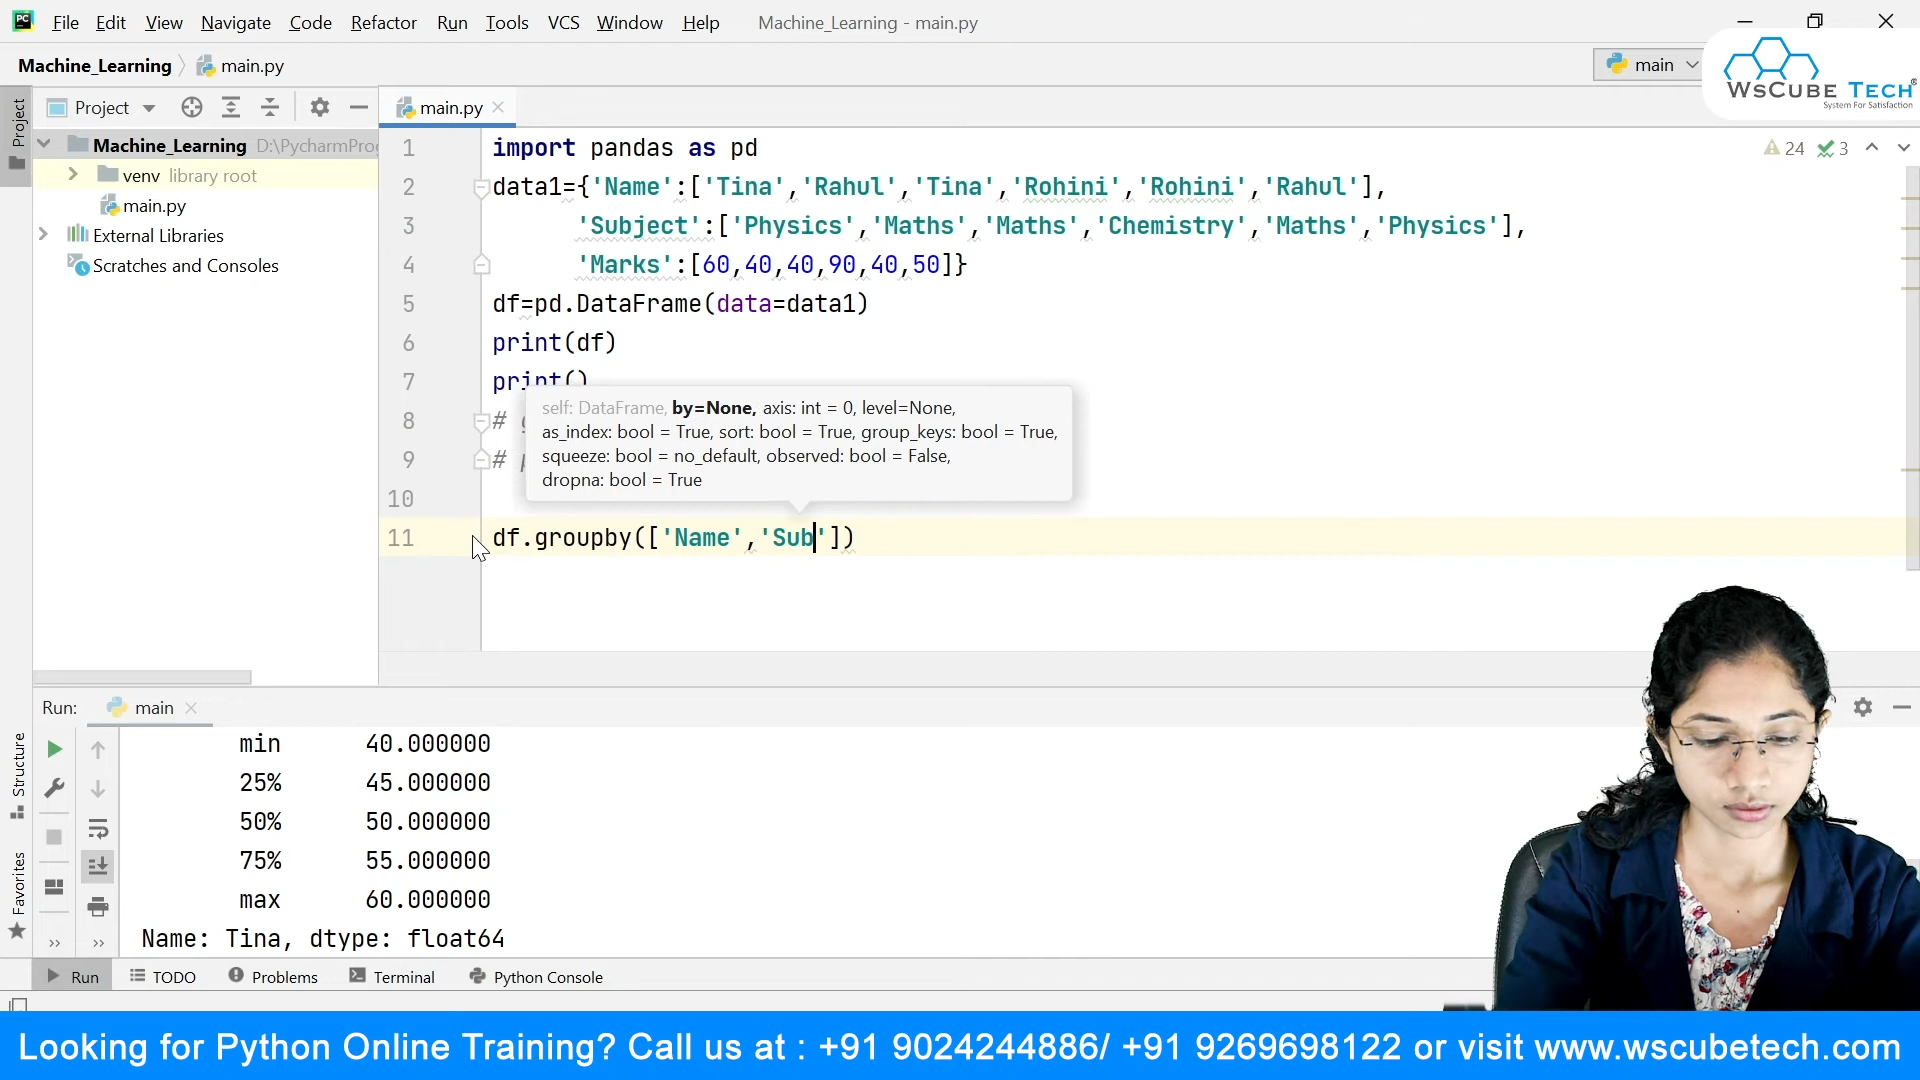 File Edit View Navigate Code Refactor Run Tools VCS Window Help Machine_Learning - main.py
Machine_Learning main.py main
WsCUBE TECH
System For Satisfaction
Project main.py
Project
Machine_Learning D:\PycharmPro
venv library root
main.py
External Libraries
Scratches and Consoles
24 3
1 import pandas as pd
2 data1={'Name':['Tina','Rahul','Tina','Rohini','Rohini','Rahul'],
3 'Subject':['Physics','Maths','Maths','Chemistry','Maths','Physics'],
4 'Marks':[60,40,40,90,40,50]}
5 df=pd.DataFrame(data=data1)
6 print(df)
7 print()
self: DataFrame, by=None, axis: int = 0, level=None,
as_index: bool = True, sort: bool = True, group_keys: bool = True,
squeeze: bool = no_default, observed: bool = False,
dropna: bool = True
8 #
9 #
10
11 df.groupby(['Name','Sub'])
Run: main
min 40.000000
25% 45.000000
50% 50.000000
75% 55.000000
max 60.000000
Name: Tina, dtype: float64
Structure
Favorites
Run TODO Problems Terminal Python Console
Looking for Python Online Training? Call us at : +91 9024244886/ +91 9269698122 or visit www.wscubetech.com